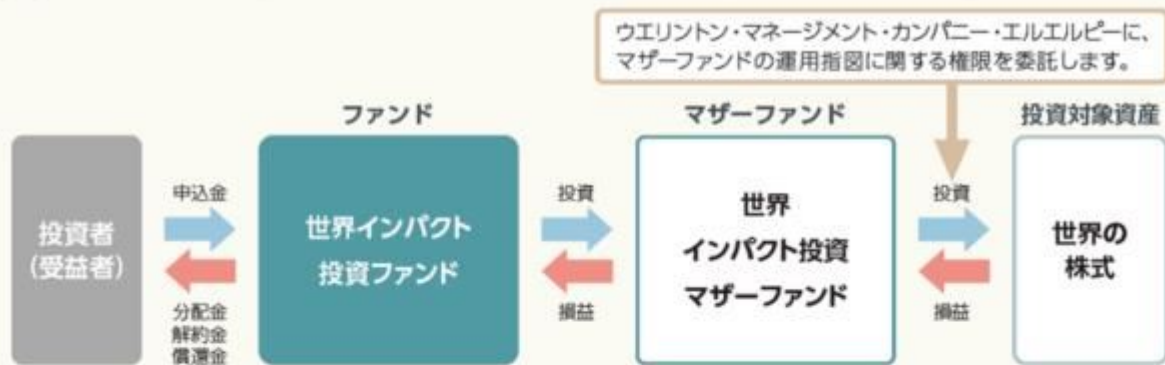 ウエリントン・マネージメント・カンパニー・エルエルピーに、
マザーファンドの運用指図に関する権限を委託します。
ファンド
マザーファンド
投資対象資産
投資者
(受益者)
申込金
分配金
解約金
償還金
世界インパクト
投資ファンド
投資
損益
世界
インパクト投資
マザーファンド
投資
損益
世界の
株式